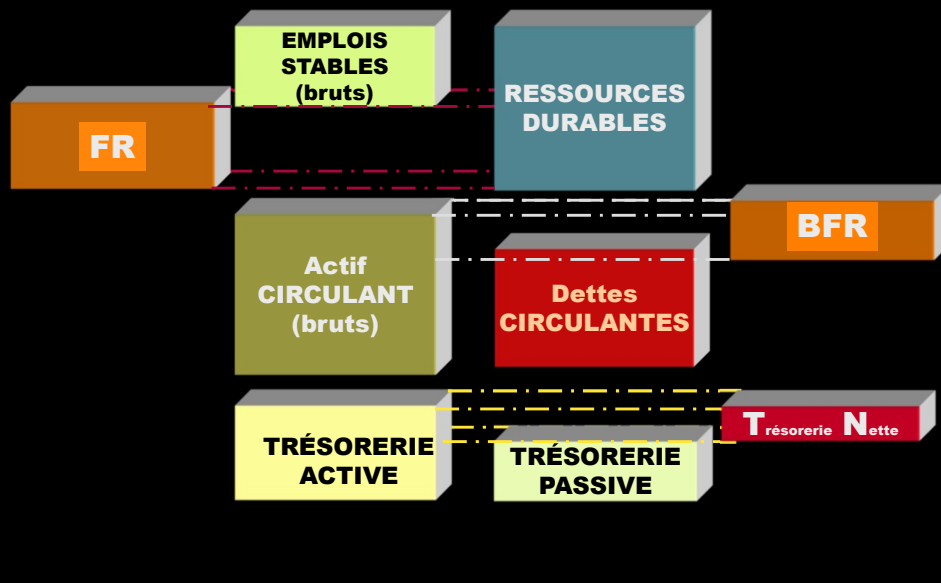 EMPLOIS
STABLES
(bruts)
RESSOURCES
DURABLES
FR
BFR
Actif
CIRCULANT
(bruts)
Dettes
CIRCULANTES
Trésorerie Nette
TRÉSORERIE
ACTIVE
TRÉSORERIE
PASSIVE